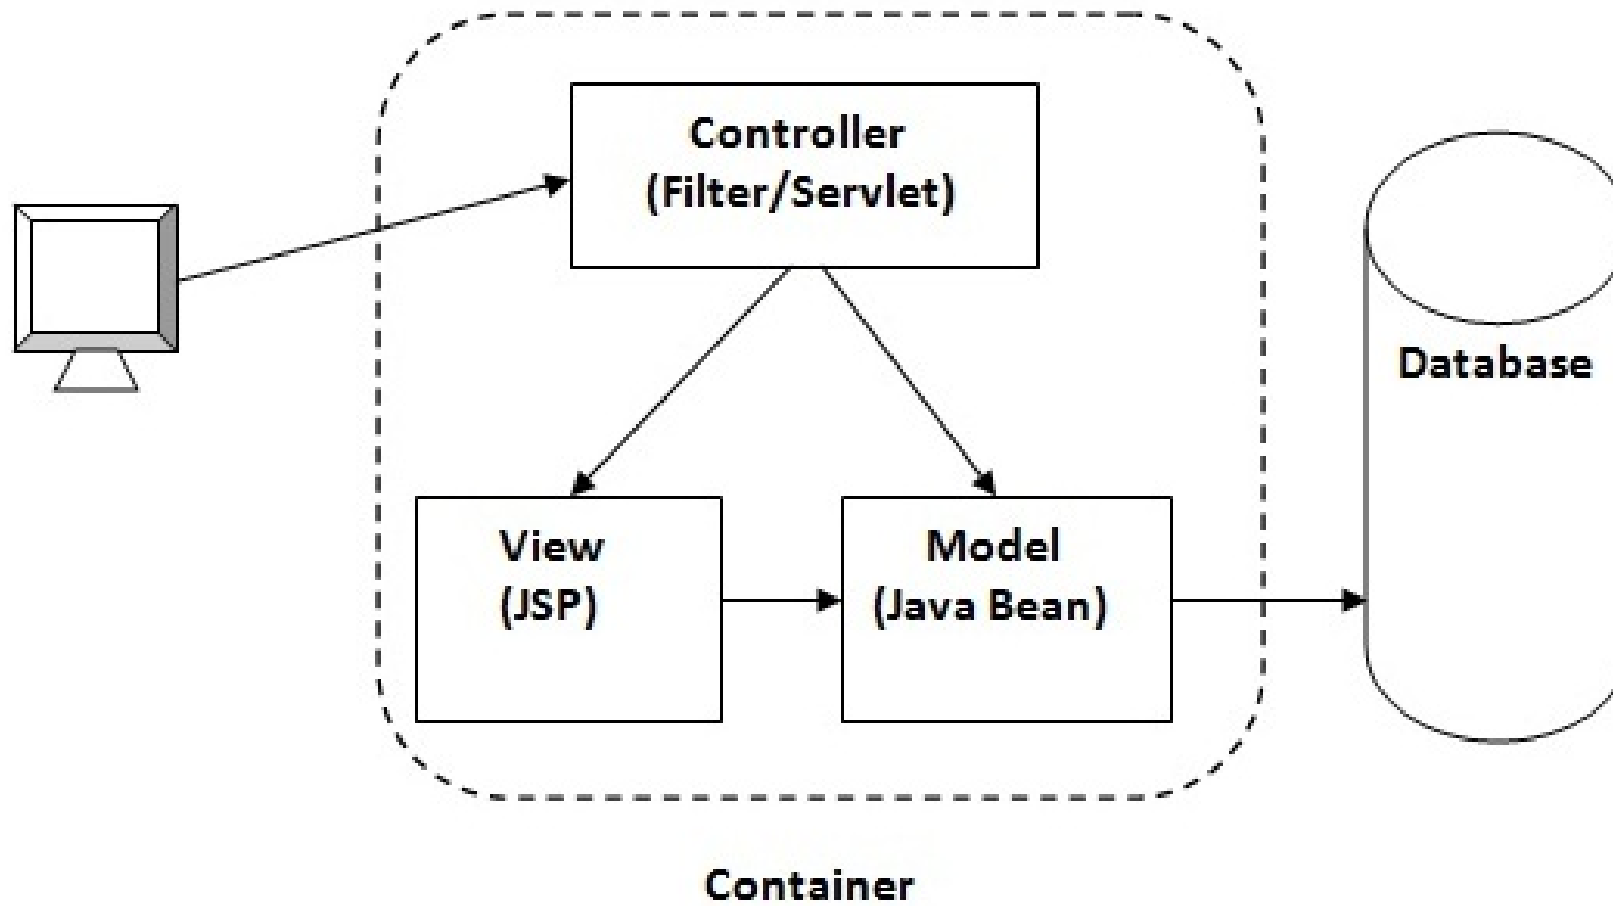 Controller
(Filter/Servlet)
Database
View
(JSP)
Model
(Java Bean)
Container